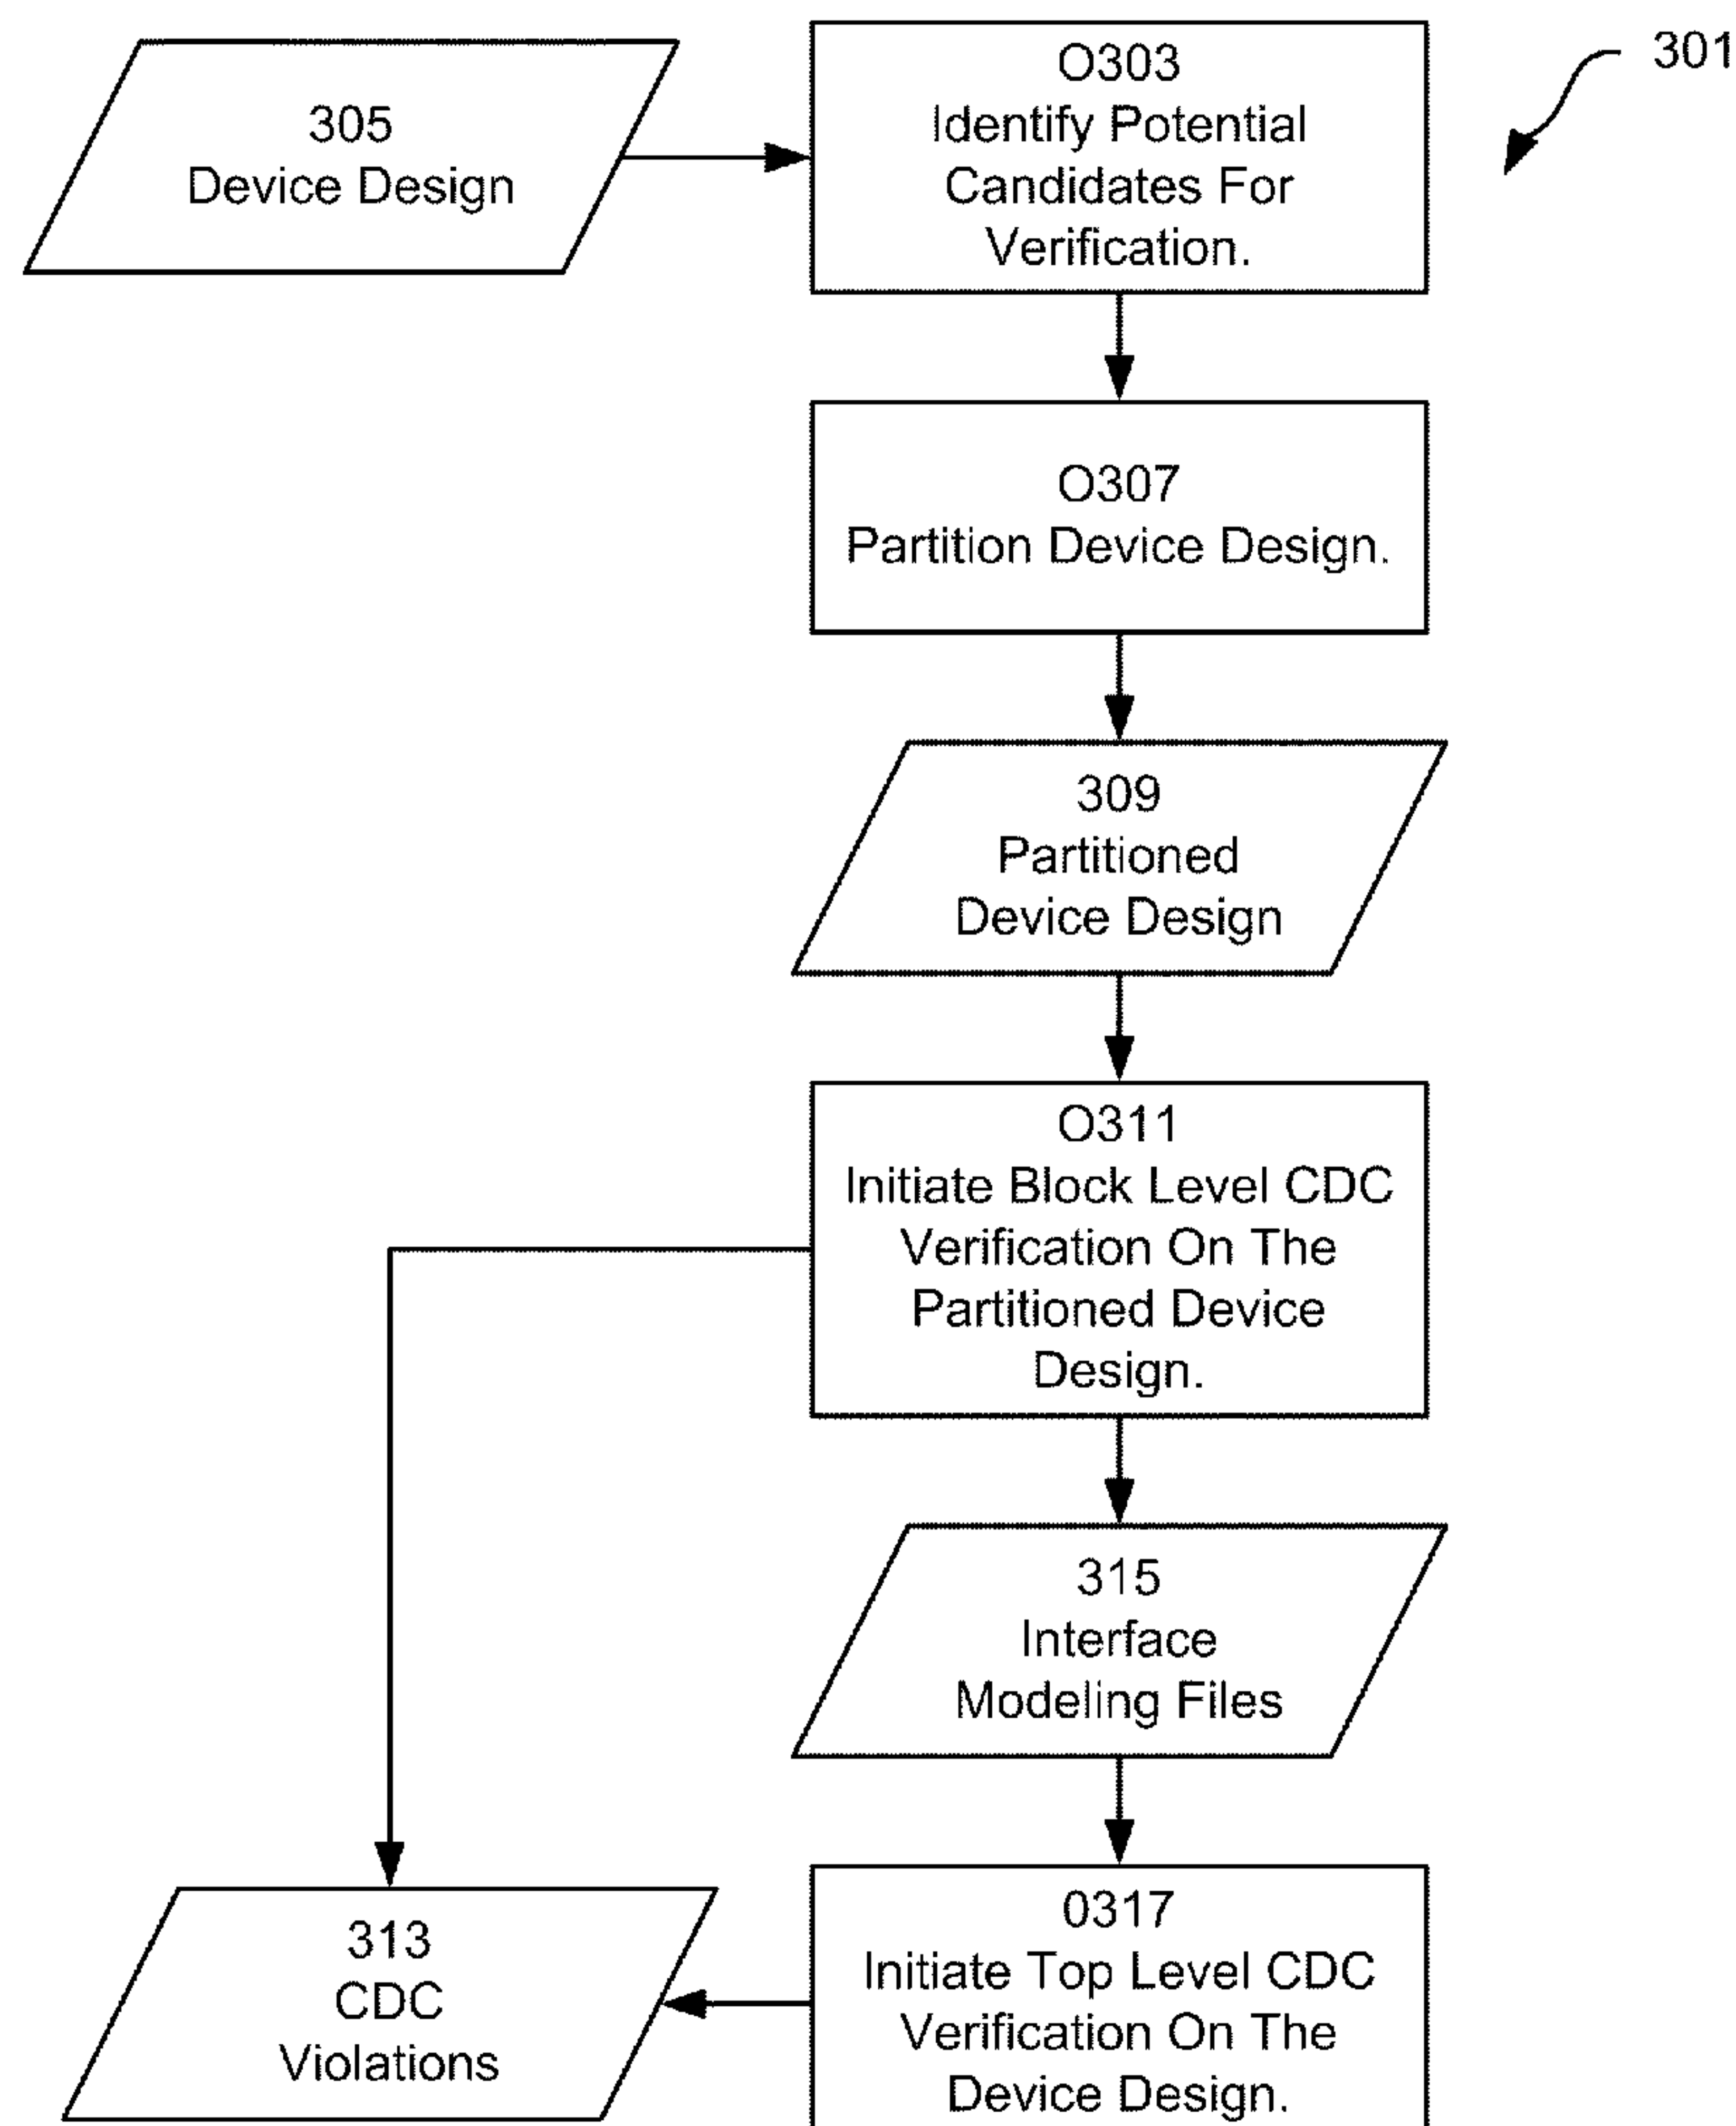 301
305
Device Design
O303
Identify Potential
Candidates For
Verification.
O307
Partition Device Design.
309
Partitioned
Device Design
O311
Initiate Block Level CDC
Verification On The
Partitioned Device
Design.
315
Interface
Modeling Files
313
CDC
Violations
0317
Initiate Top Level CDC
Verification On The
Device Design.